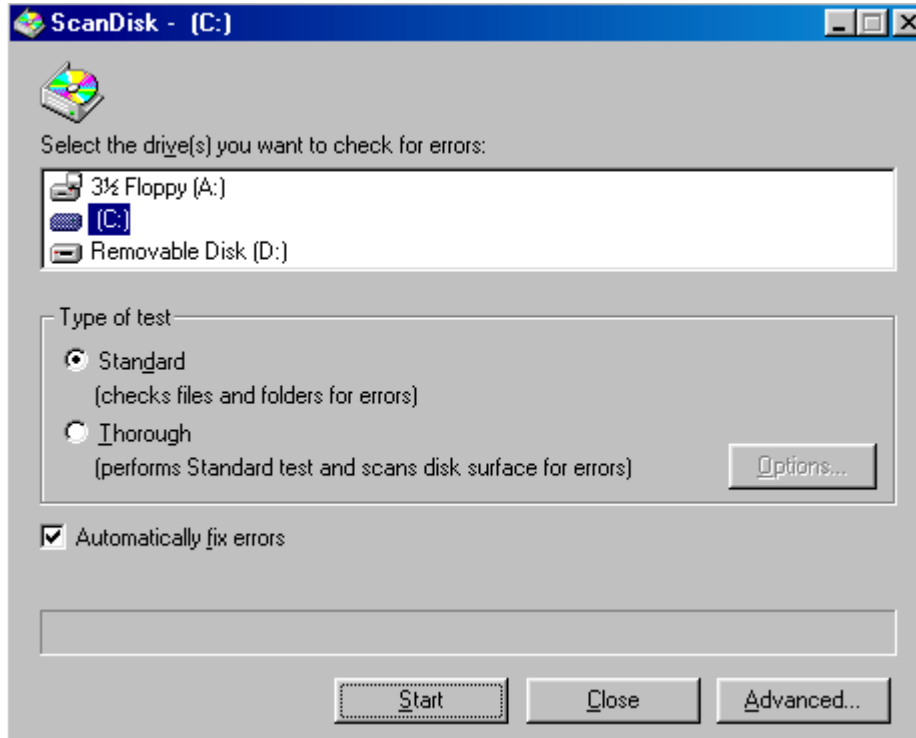 ScanDisk - (C:)
Select the drive(s) you want to check for errors:
3½ Floppy (A:)
(C:)
Removable Disk (D:)
Type of test
Standard
(checks files and folders for errors)
Thorough
(performs Standard test and scans disk surface for errors)
Options...
Automatically fix errors
Start Close Advanced...